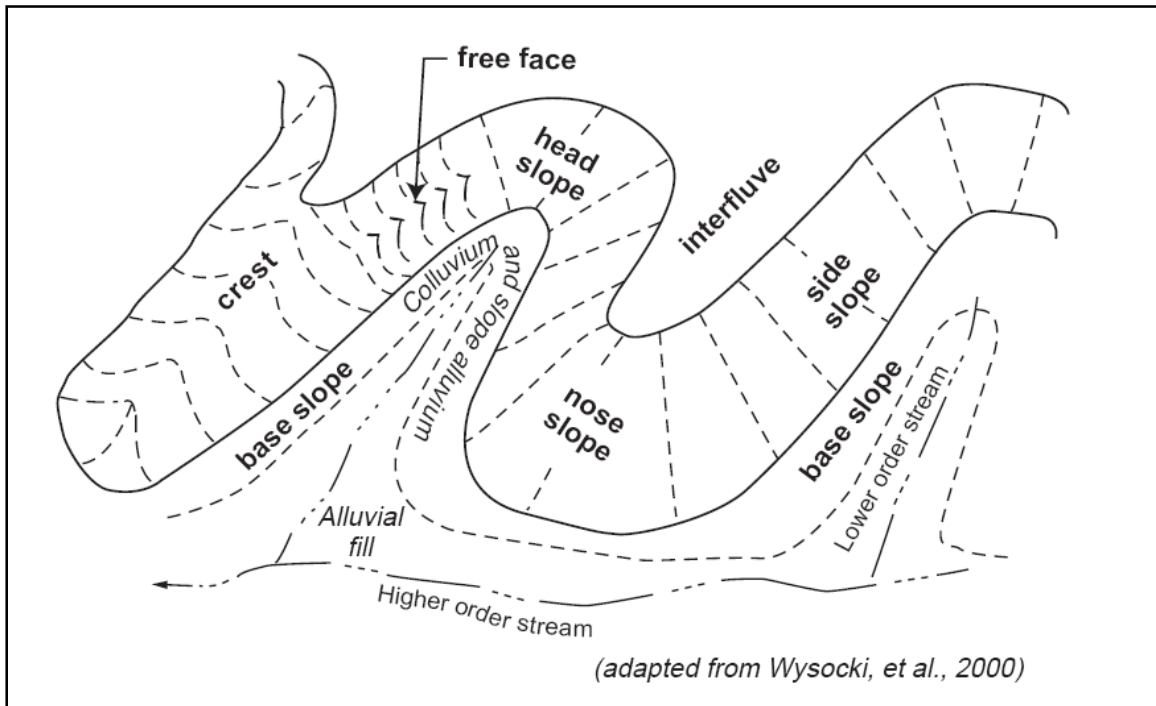 free face
head
slope
interfluve
crest
side
slope
Colluvium
and slope alluvium
base slope
nose
slope
base slope
Lower order stream
Alluvial
fill
Higher order stream
(adapted from Wysocki, et al., 2000)